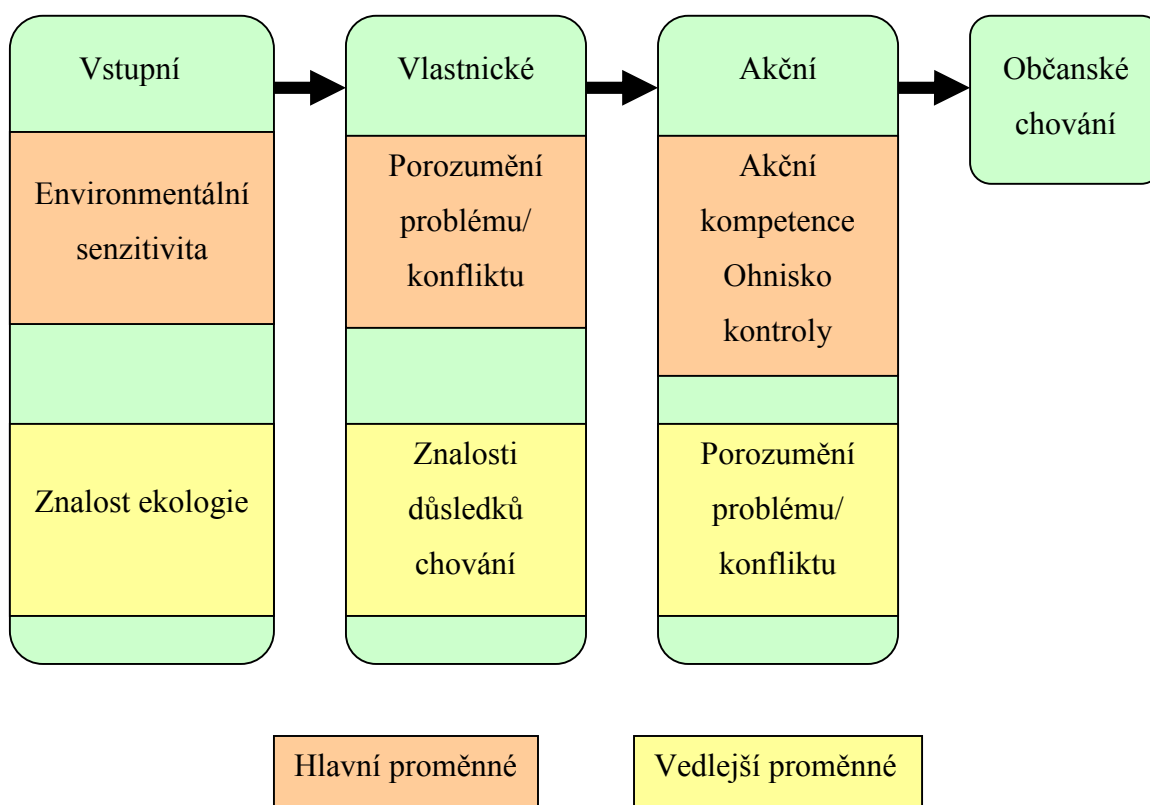 Vstupní
Environmentální
senzitivita
Znalost ekologie
Vlastnické
Porozumění
problému/
konfliktu
Znalosti
důsledků
chování
Akční
Akční
kompetence
Ohnisko
kontroly
Porozumění
problému/
konfliktu
Občanské
chování
Hlavní proměnné
Vedlejší proměnné